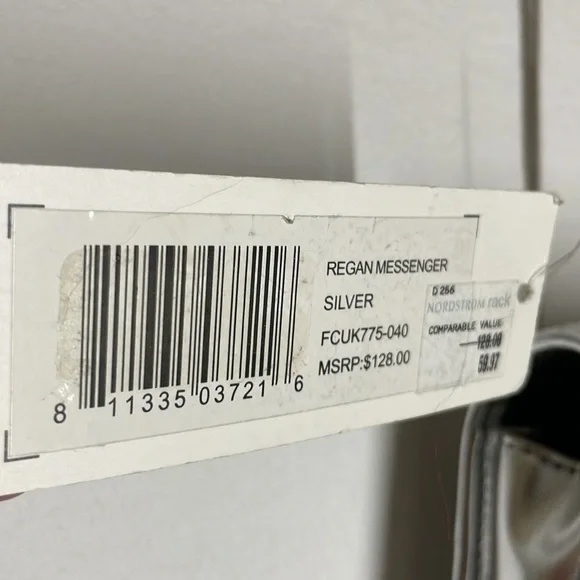 REGAN MESSENGER
SILVER
FCUK775-040
MSRP:$128.00
8 11335 03721 6
D 266
NORDSTROM rack
COMPARABLE VALUE
128.00
59.97